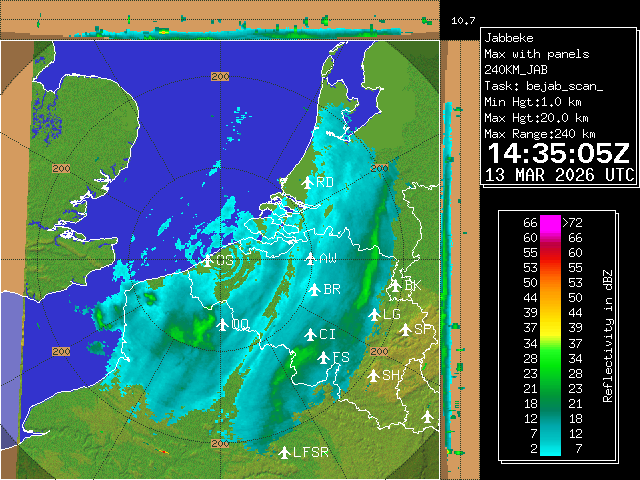 10.7
Jabbeke
Max with panels
240KM_JAB
Task: bejab_scan_
Min Hgt:1.0 km
Max Hgt:20.0 km
Max Range:240 km
14:35:05Z
13 MAR 2026 UTC
200
200
200
RD
OS
AW
BR
BK
LG
QO
CI
SP
200
FS
200
SH
200
LFSR
66 >72
60 66
55 60
53 55
50 53
44 50
39 44
37 39
34 37
28 34
24 28
23 24
21 23
18 21
12 18
7 12
2 7
Reflectivity in dBZ